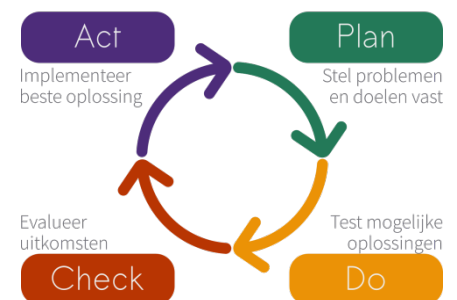 Act
Implementeer
beste oplossing
Plan
Stel problemen
en doelen vast
Evalueer
uitkomsten
Check
Test mogelijke
oplossingen
Do